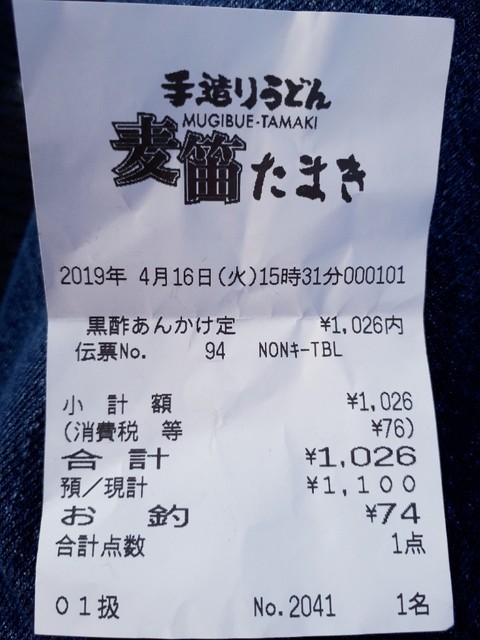 手造りうどん
MUGIBUE-TAMAKI
麦笛たまき
2019年 4月16日(火)15時31分000101
黒酢あんかけ定 ¥1,026内
伝票No. 94 NONキーTBL
小計額 ¥1,026
(消費税 等 ¥76)
合計 ¥1,026
預/現計 ¥1,100
お釣 ¥74
合計点数 1点
01扱 No.2041 1名